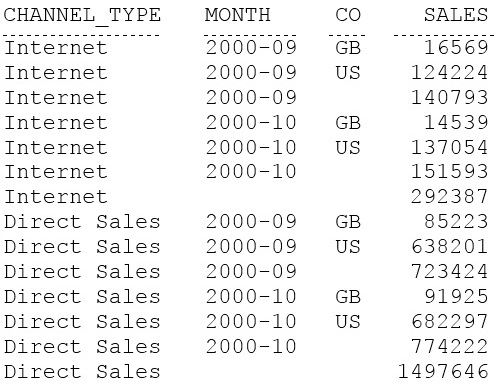 CHANNEL_TYPE MONTH CO SALES
Internet 2000-09 GB 16569
Internet 2000-09 US 124224
Internet 2000-09 140793
Internet 2000-10 GB 14539
Internet 2000-10 US 137054
Internet 2000-10 151593
Internet 292387
Direct Sales 2000-09 GB 85223
Direct Sales 2000-09 US 638201
Direct Sales 2000-09 723424
Direct Sales 2000-10 GB 91925
Direct Sales 2000-10 US 682297
Direct Sales 2000-10 774222
Direct Sales 1497646